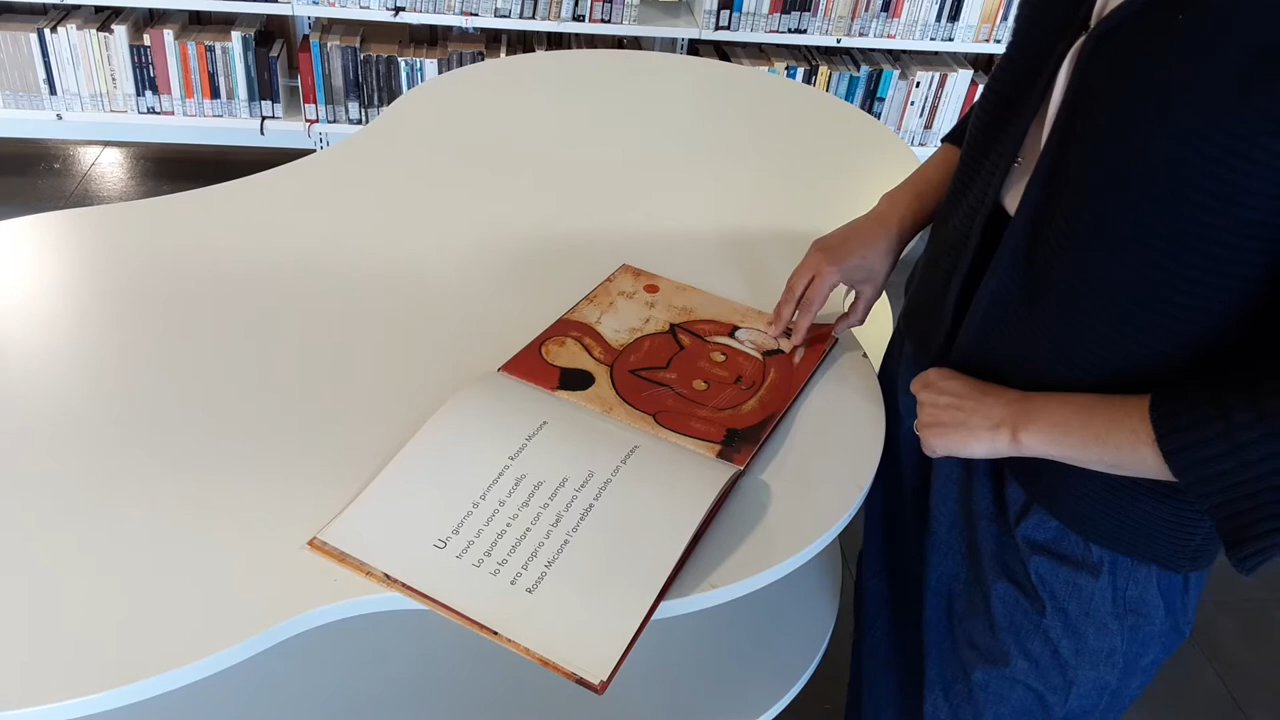 Un giorno di primavera, Rosso Micione
trovò un uovo di uccello.
Lo guarda e lo riguarda,
lo fa rotolare con la zampa:
era proprio un bell'uovo fresco!
Rosso Micione l'avrebbe sorbito con piacere.